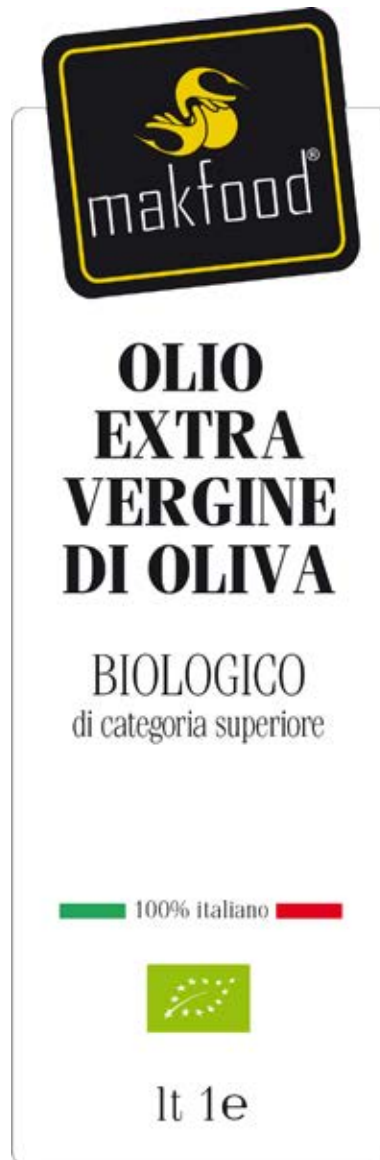 makfood®
OLIO
EXTRA
VERGINE
DI OLIVA
BIOLOGICO
di categoria superiore
100% italiano
lt 1e